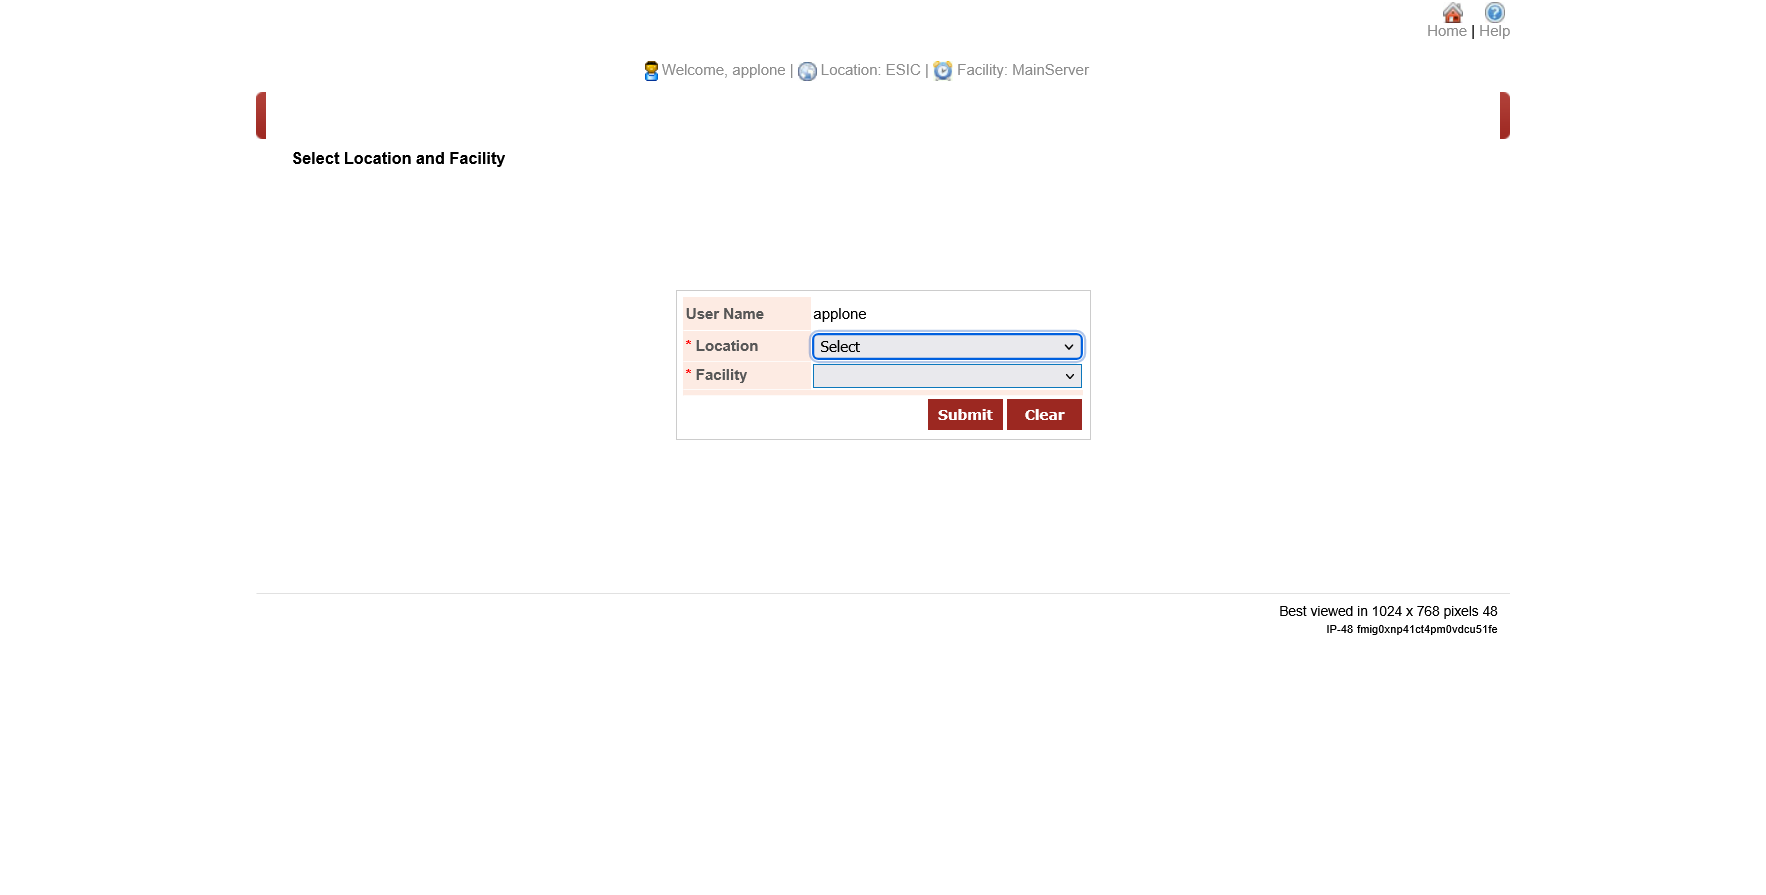 Home | Help
Welcome, applone | Location: ESIC | Facility: MainServer
Select Location and Facility
User Name applone
* Location Select
* Facility
Submit Clear
Best viewed in 1024 x 768 pixels 48
IP-48 fmig0xnp41ct4pm0vdcu51fe